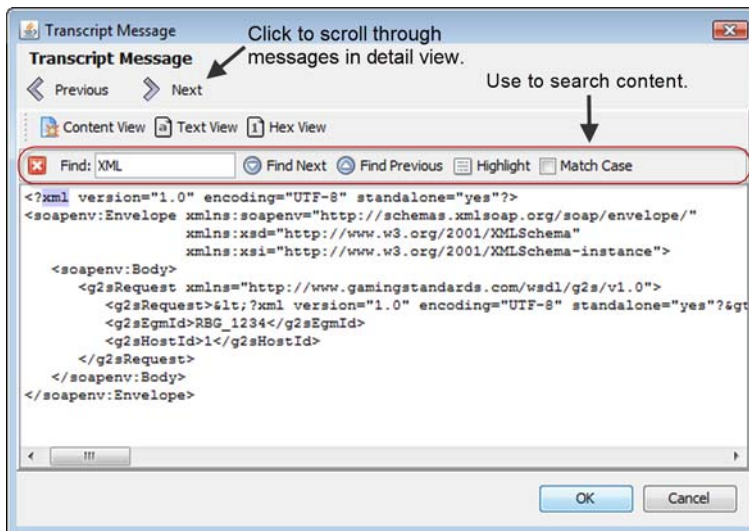 Transcript Message
Click to scroll through
messages in detail view.
Transcript Message
Previous Next
Use to search content.
Content View a Text View 1 Hex View
Find: XML Find Next Find Previous Highlight Match Case
<?xml version="1.0" encoding="UTF-8" standalone="yes"?>
<soapenv:Envelope xmlns:soapenv="http://schemas.xmlsoap.org/soap/envelope/"
xmlns:xsd="http://www.w3.org/2001/XMLSchema"
xmlns:xsi="http://www.w3.org/2001/XMLSchema-instance">
<soapenv:Body>
<g2sRequest xmlns="http://www.gamingstandards.com/wsdl/g2s/v1.0">
<g2sRequest>&lt;?xml version="1.0" encoding="UTF-8" standalone="yes"?&gt
<g2sEgmId>RBG_1234</g2sEgmId>
<g2sHostId>1</g2sHostId>
</g2sRequest>
</soapenv:Body>
</soapenv:Envelope>
OK Cancel